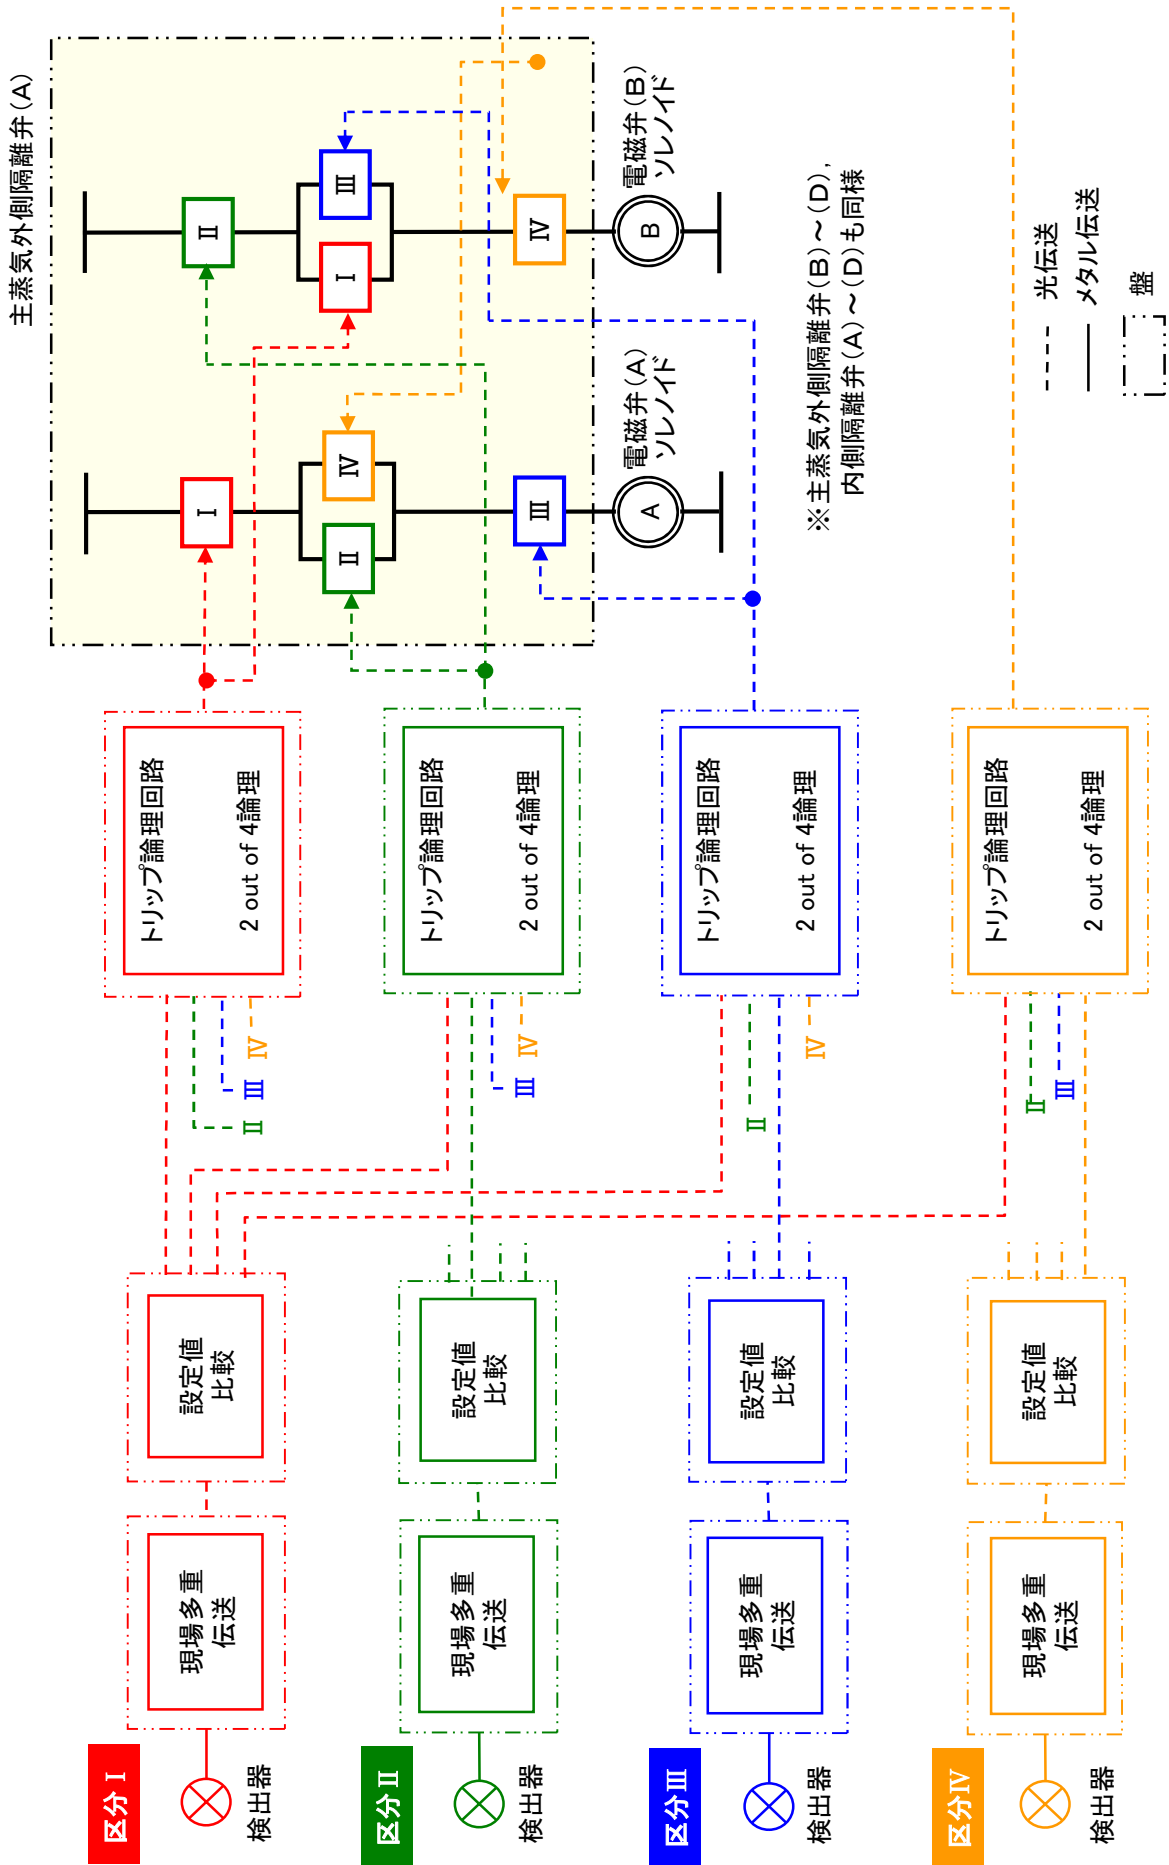 主蒸気外側隔離弁(A)
区分Ⅰ
検出器
現場多重
伝送
設定値
比較
Ⅱ
Ⅲ
Ⅳ
トリップ論理回路
2 out of 4論理
区分Ⅱ
検出器
現場多重
伝送
設定値
比較
Ⅲ
Ⅳ
トリップ論理回路
2 out of 4論理
区分Ⅲ
検出器
現場多重
伝送
設定値
比較
Ⅱ
Ⅳ
トリップ論理回路
2 out of 4論理
区分Ⅳ
検出器
現場多重
伝送
設定値
比較
Ⅱ
Ⅲ
トリップ論理回路
2 out of 4論理
Ⅰ
Ⅱ
Ⅳ
Ⅲ
A
電磁弁(A)
ソレノイド
Ⅱ
Ⅰ
Ⅲ
Ⅳ
B
電磁弁(B)
ソレノイド
※主蒸気外側隔離弁(B)～(D),
内側隔離弁(A)～(D)も同様
光伝送
メタル伝送
盤